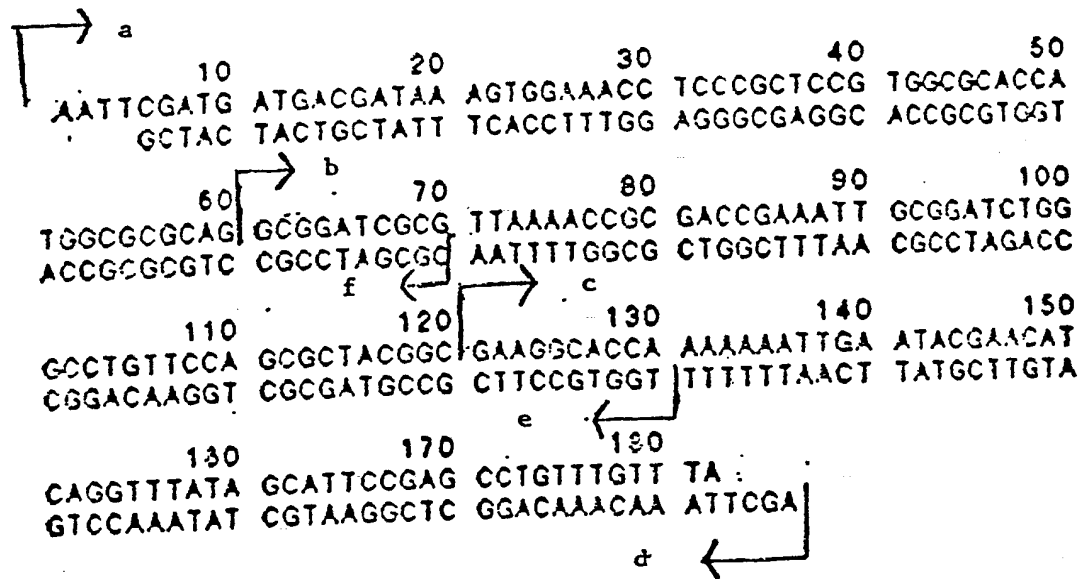 a
10 20 30 40 50
AATTCGATG ATGACGATAA AGTGGAAACC TCCCGCTCCG TGGCGCACCA
GCTAC TACTGCTATT TCACCTTTGG AGGGCGAGGC ACCGCGTGGT
b
60 70 80 90 100
TGGCGCGCAG GCGGATCGCG TTAAAACCGC GACCGAAATT GCGGATCTGG
ACCGCGCGTC CGCCTAGCGC AATTTTGGCG CTGGCTTTAA CGCCTAGACC
f c
110 120 130 140 150
GCCTGTTCCA GCGCTACGGC GAAGGCACCA AAAAAATTGA ATACGAACAT
CGGACAAGGT CGCGATGCCG CTTCCGTGGT TTTTTTAACT TATGCTTGTA
e
160 170 180
CAGGTTTATA GCATTCCGAG CCTGTTTGTT TA
GTCCAAATAT CGTAAGGCTC GGACAAACAA ATTCGA
d